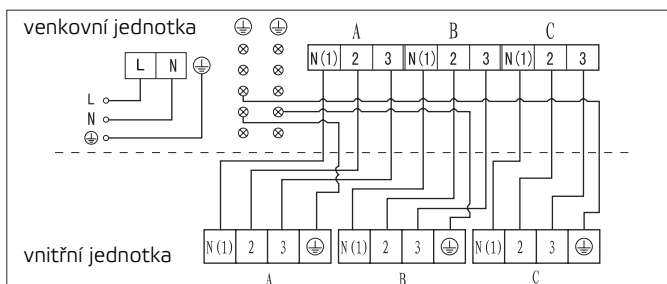 venkovní jednotka
A B C
N(1) 2 3 N(1) 2 3 N(1) 2 3
L N
L
N
N(1) 2 3 N(1) 2 3 N(1) 2 3
vnitřní jednotka
A B C